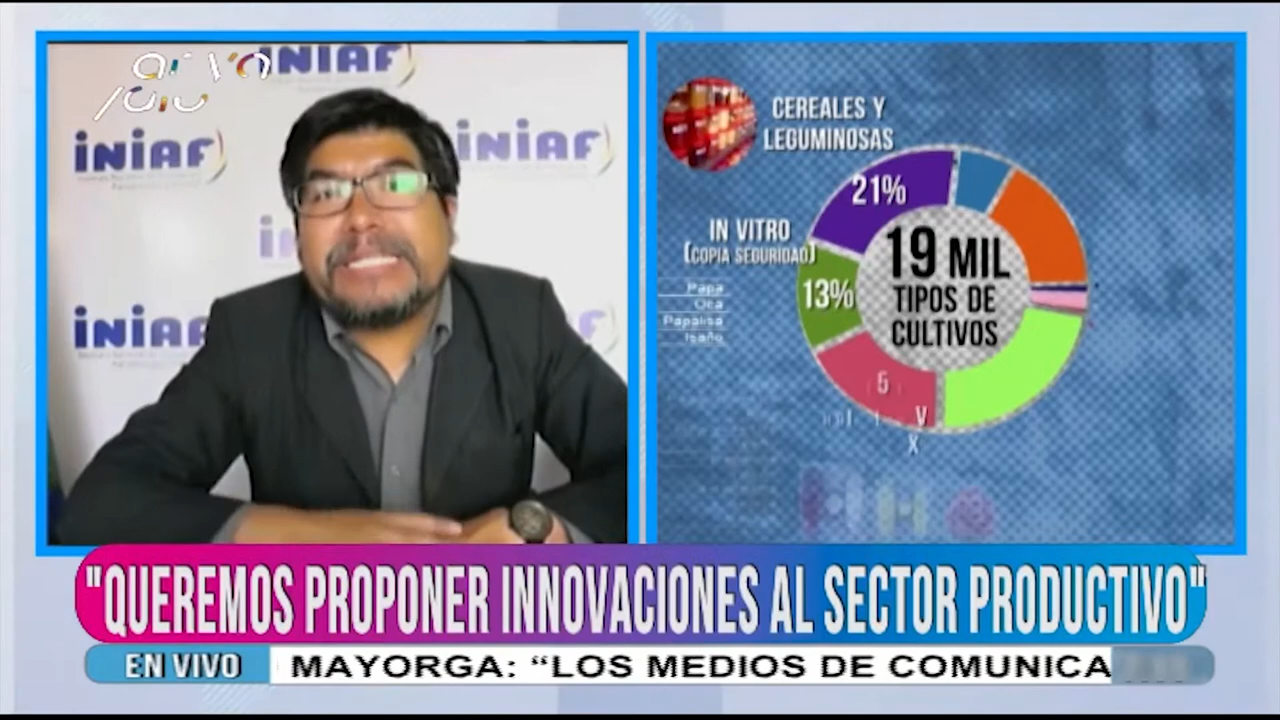 iNiAF
iNiAF
iNiAF
iNiAF
CEREALES Y
LEGUMINOSAS
21%
IN VITRO
(COPIA SEGURIDAD)
13%
Papa
Oca
Papalisa
Isaño
19 MIL
TIPOS DE
CULTIVOS
"QUEREMOS PROPONER INNOVACIONES AL SECTOR PRODUCTIVO"
EN VIVO
MAYORGA: “LOS MEDIOS DE COMUNICA